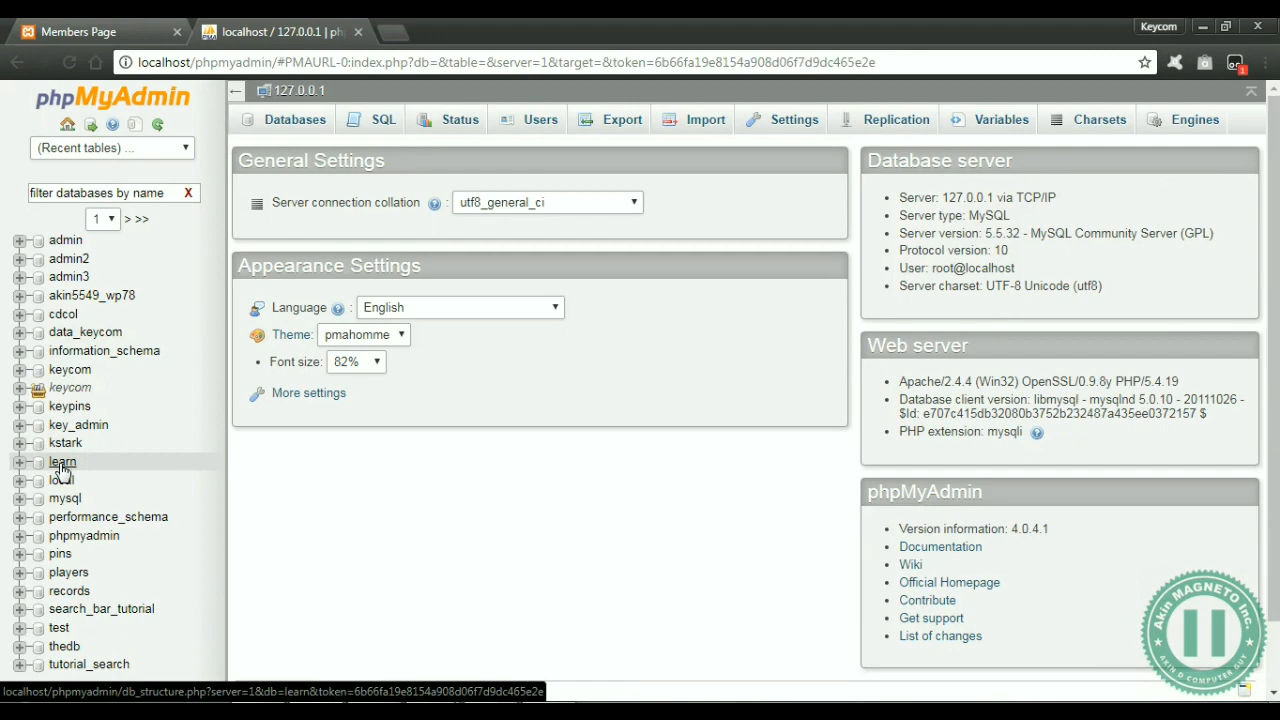 Members Page
localhost / 127.0.0.1 | ph
Keycom
localhost/phpmyadmin/#PMAURL-0:index.php?db=&table=&server=1&target=&token=6b66fa19e8154a908d06f7d9dc465e2e
1
phpMyAdmin
(Recent tables) ...
filter databases by name X
1 > >>
admin
admin2
admin3
akin5549_wp78
cdcol
data_keycom
information_schema
keycom
keycom
keypins
key_admin
kstark
learn
mysql
performance_schema
phpmyadmin
pins
players
records
search_bar_tutorial
test
thedb
tutorial_search
127.0.0.1
Databases SQL Status Users Export Import Settings Replication Variables Charsets Engines
General Settings
Server connection collation : utf8_general_ci
Appearance Settings
Language : English
Theme: pmahomme
Font size: 82%
More settings
Database server
Server: 127.0.0.1 via TCP/IP
Server type: MySQL
Server version: 5.5.32 - MySQL Community Server (GPL)
Protocol version: 10
User: root@localhost
Server charset: UTF-8 Unicode (utf8)
Web server
Apache/2.4.4 (Win32) OpenSSL/0.9.8y PHP/5.4.19
Database client version: libmysql - mysqlnd 5.0.10 - 20111026 -
$Id: e707c415db32080b3752b232487a435ee0372157 $
PHP extension: mysqli
phpMyAdmin
Version information: 4.0.4.1
Documentation
Wiki
Official Homepage
Contribute
Get support
List of changes
Akin MAGNETO Inc.
AKIN D COMPUTER GUY
localhost/phpmyadmin/db_structure.php?server=1&db=learn&token=6b66fa19e8154a908d06f7d9dc465e2e